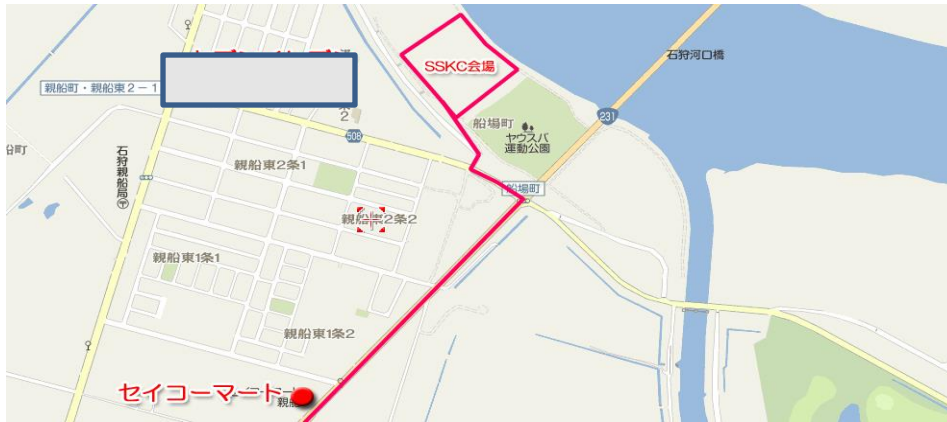 SSKC会場
石狩河口橋
親船町・親船東2-1
2
508
船場町
ヤウスバ
運動公園
231
石狩親船局
親船東2条1
船場町
親船東2条2
親船東1条1
親船東1条2
セイコーマート